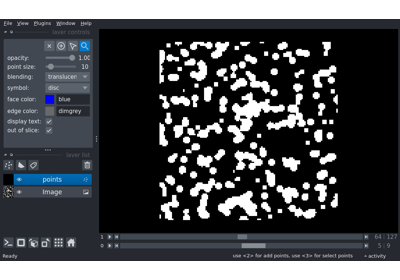 File View Plugins Window Help
layer controls
opacity: 1.00
point size: 10
blending: translucen
symbol: disc
face color: blue
edge color: dimgrey
display text:
out of slice:
layer list
points
Image
1 64 127
0 5 9
Ready use <2> for add points, use <3> for select points activity